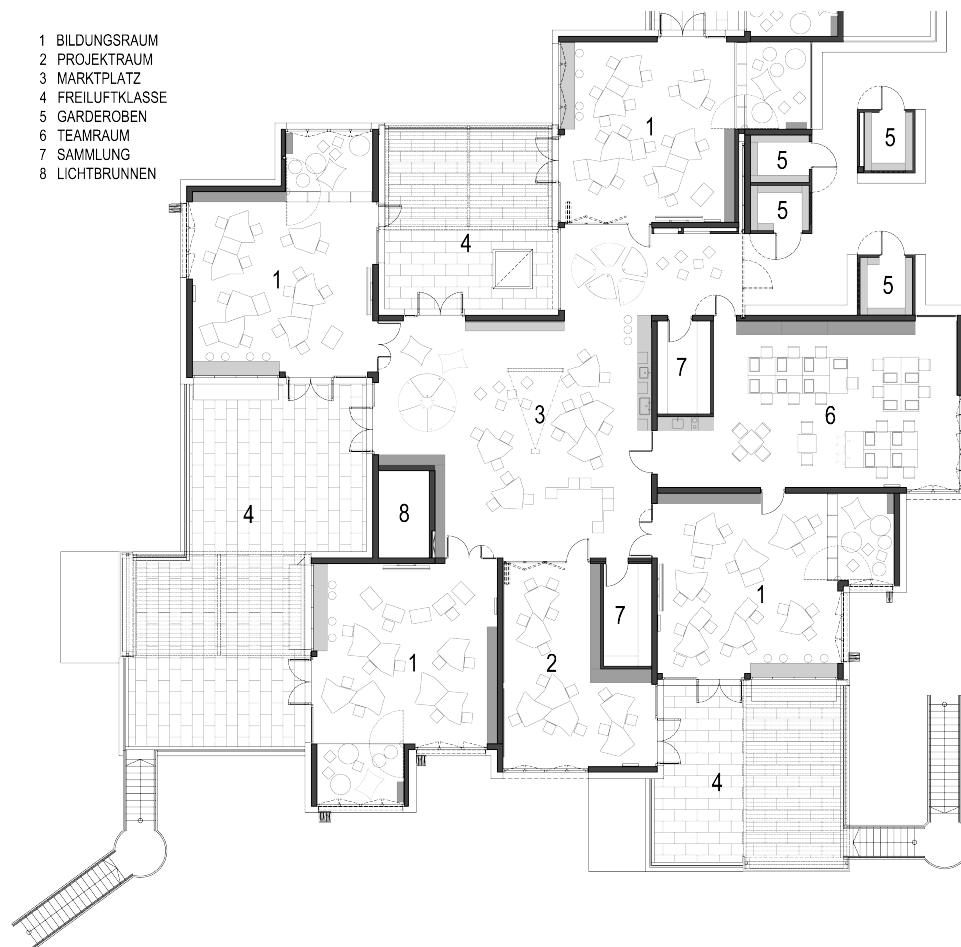 1 BILDUNGSRAUM
2 PROJEKTRAUM
3 MARKTPLATZ
4 FREILUFTKLASSE
5 GARDEROBEN
6 TEAMRAUM
7 SAMMLUNG
8 LICHTBRUNNEN
1
5
5
5
4
1
5
7
3
6
8
4
7
1
1
2
4